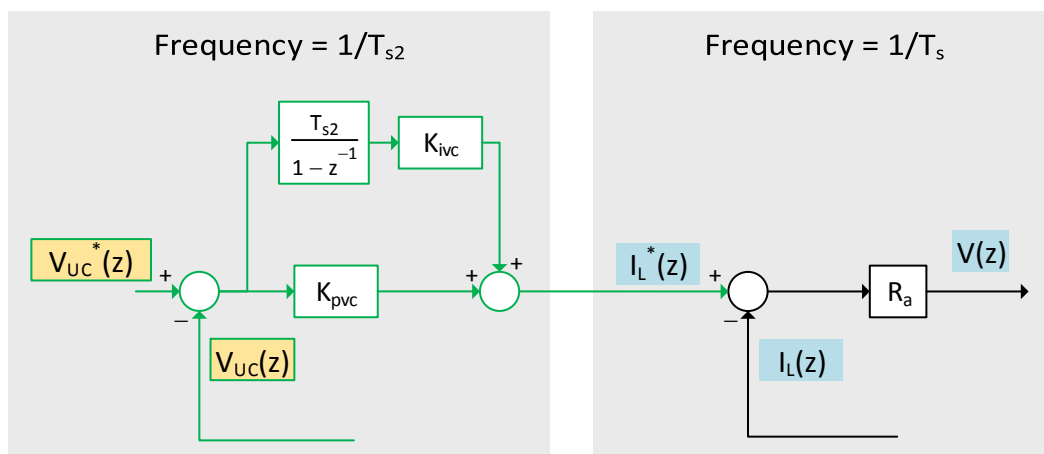 Frequency = 1/Ts2
Frequency = 1/Ts
Ts2
1 − z−1
Kivc
VUC*(z)
+
−
Kpvc
+
+
VUC(z)
IL*(z)
+
−
Ra
V(z)
IL(z)